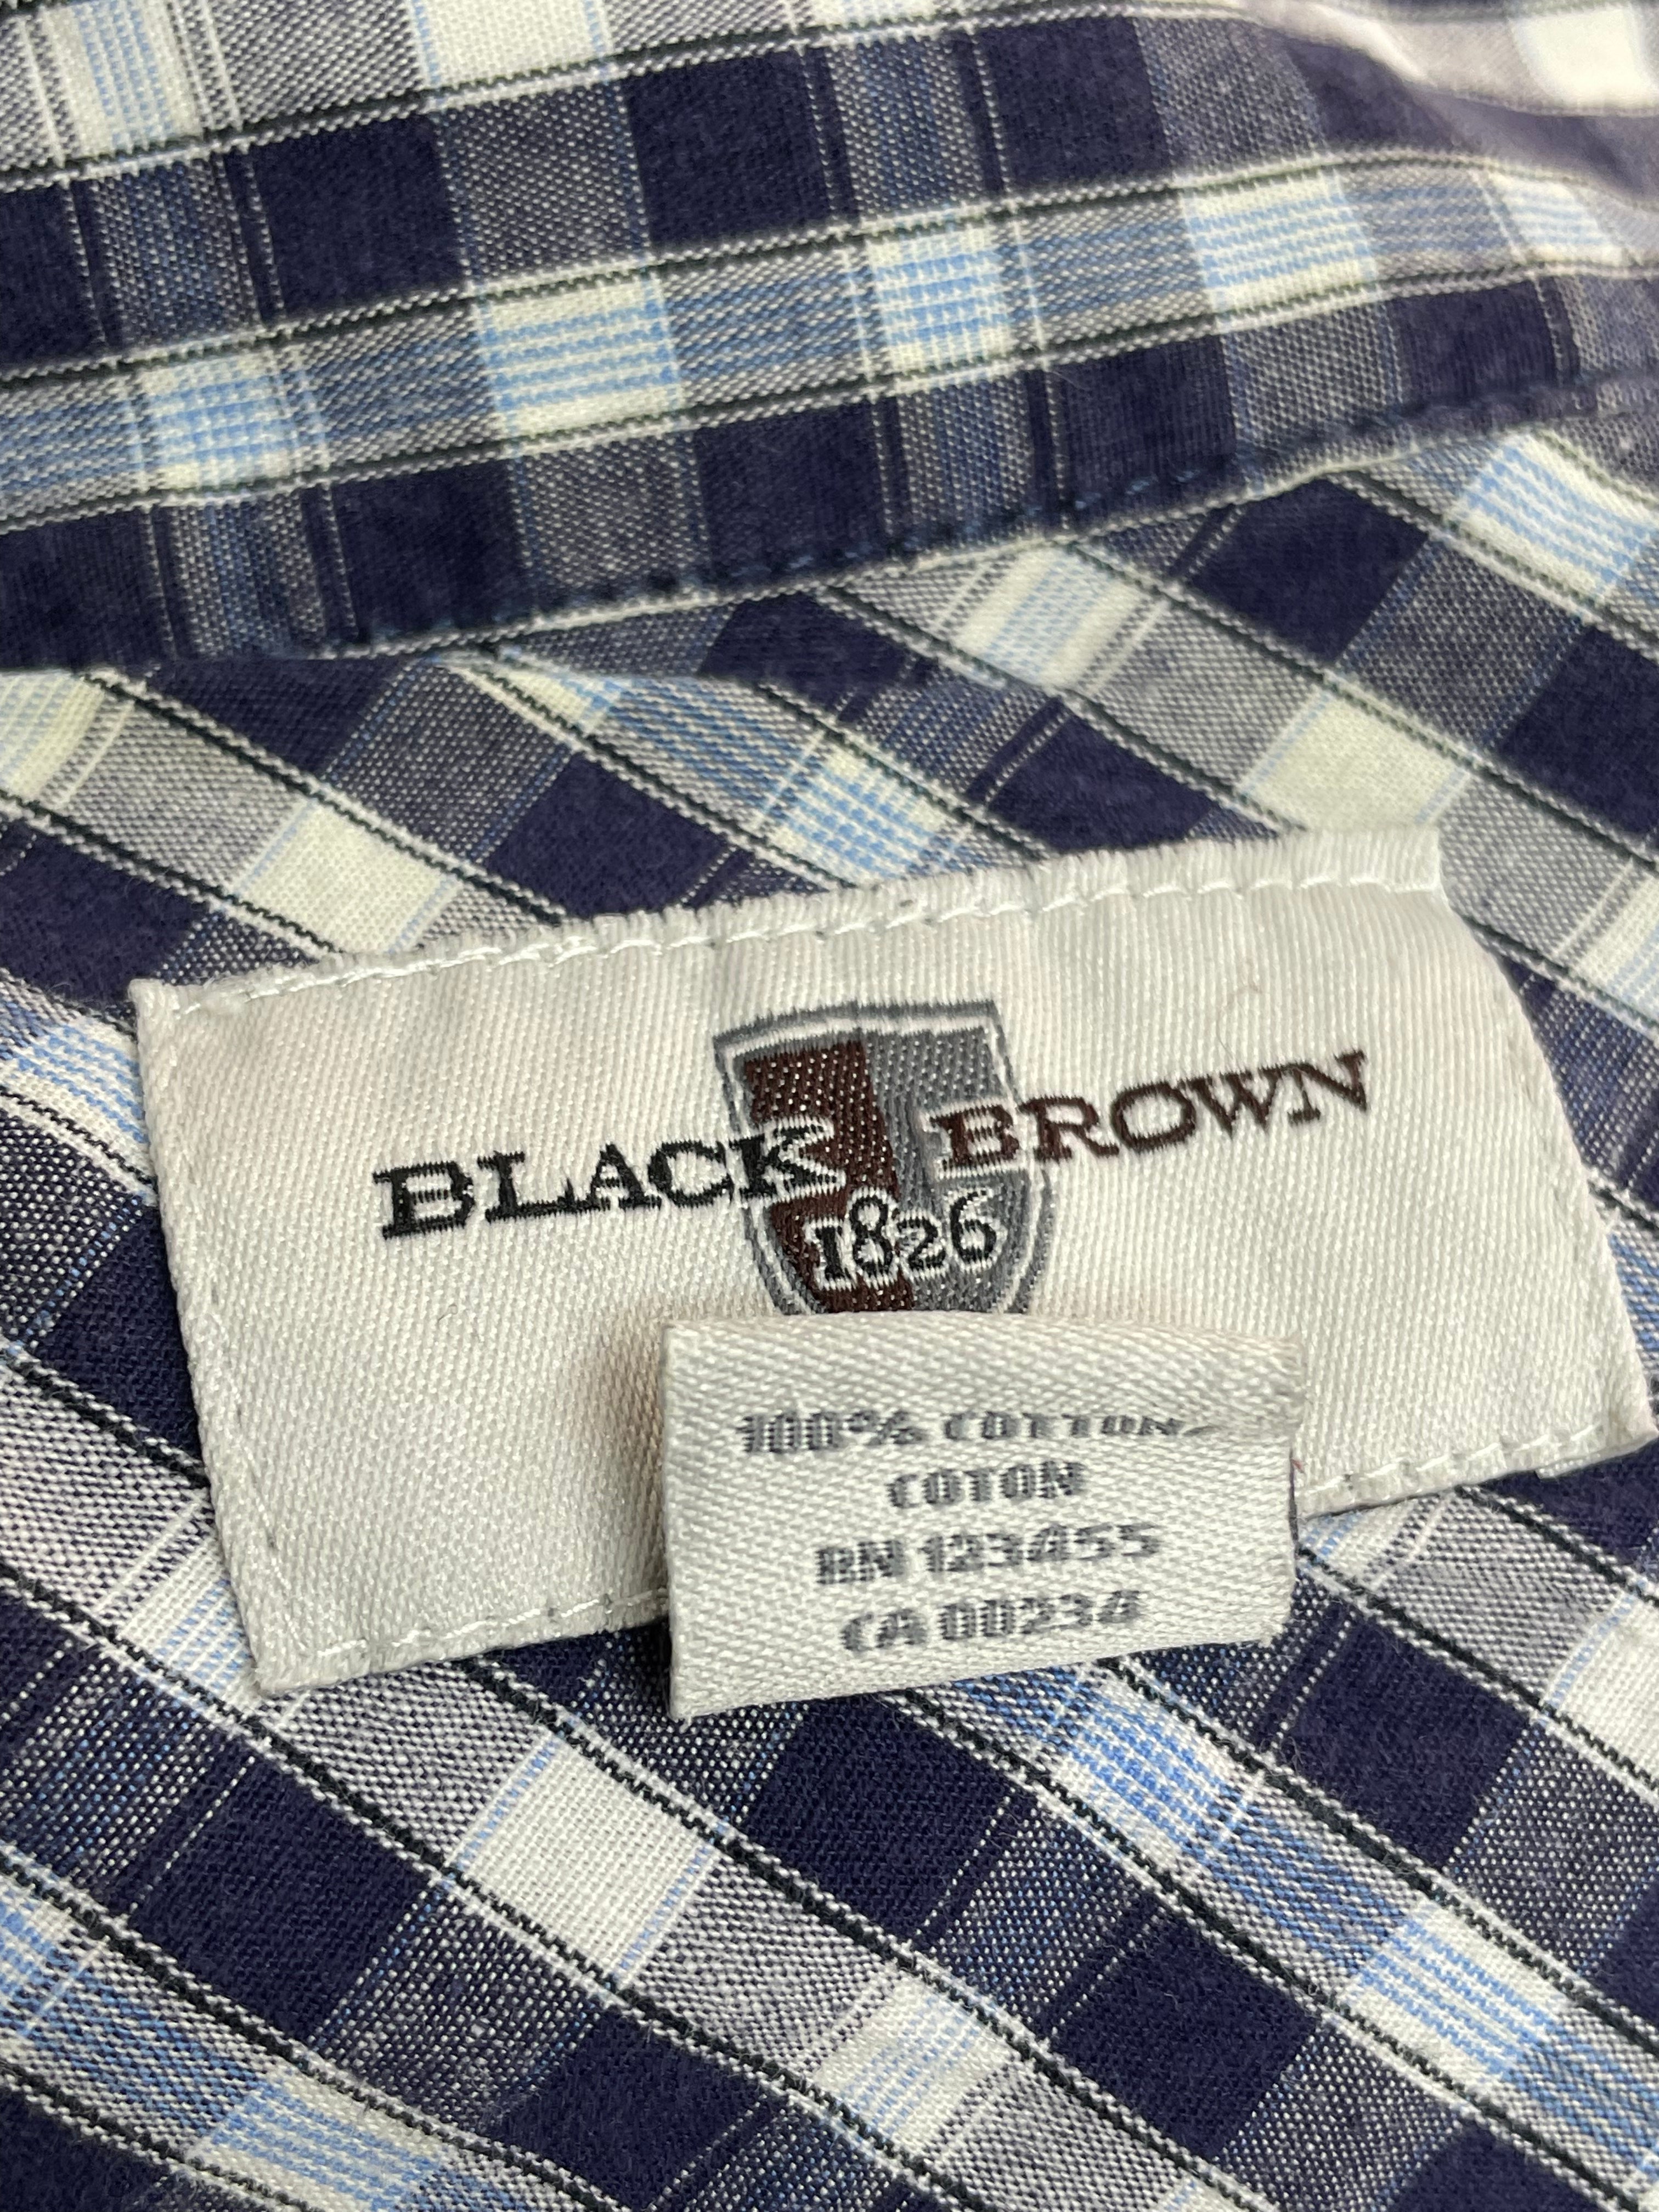 BLACK BROWN
1826
100% COTTON/
COTON
RN 123455
CA 00234